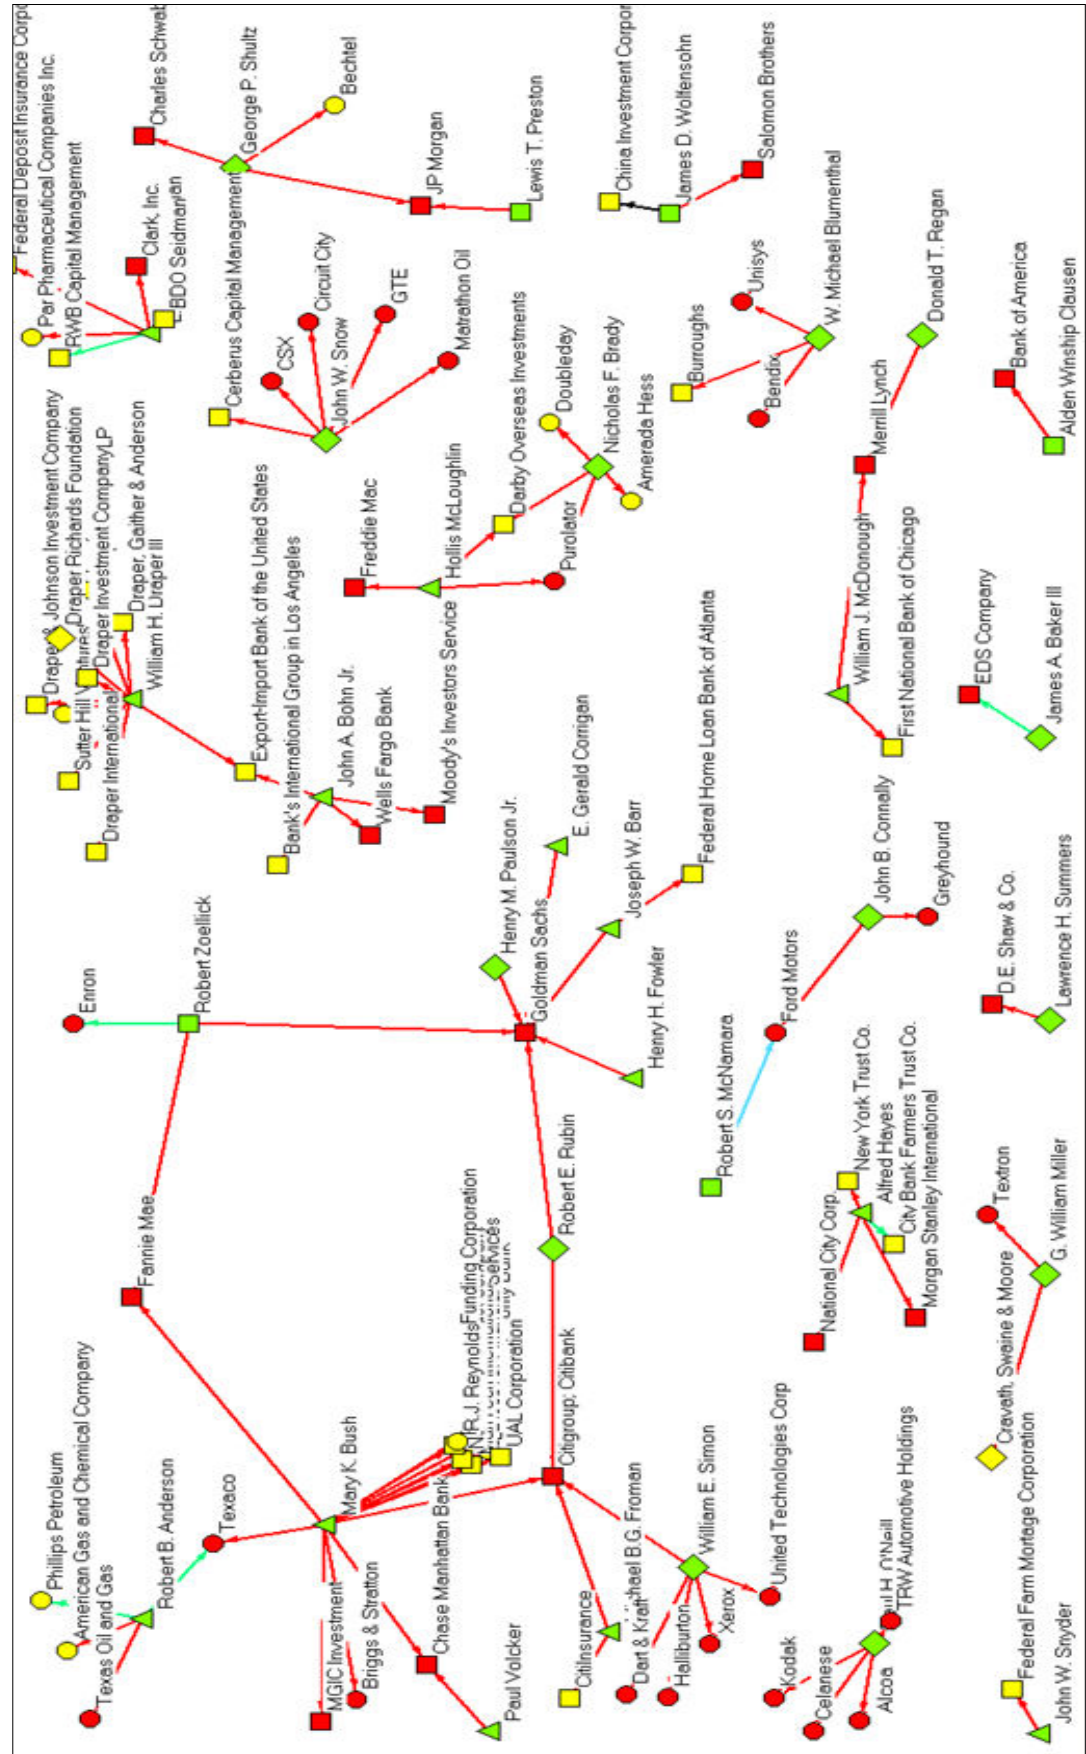 Phillips Petroleum
American Gas and Chemical Company
Texas Oil and Gas
Robert B. Anderson
Texaco
Fannie Mae
Enron
Robert Zoellick
Mary K. Bush
MGIC Investment
Briggs & Stratton
Chase Manhattan Bank
Paul Volcker
R.J. Reynolds
Funding Corporation
Services
UAL Corporation
Citigroup; Citibank
Robert E. Rubin
Goldman Sachs
Henry M. Paulson Jr.
E. Gerald Corrigan
Joseph W. Barr
Federal Home Loan Bank of Atlanta
Henry H. Fowler
CitiInsurance
B.G. Froman
Dart & Kraft
Halliburton
William E. Simon
Xerox
United Technologies Corp
Kodak
Celanese
Alcoa
TRW Automotive Holdings
Federal Farm Mortage Corporation
John W. Snyder
Cravath, Swaine & Moore
G. William Miller
Textron
National City Corp.
New York Trust Co.
Alfred Hayes
City Bank Farmers Trust Co.
Morgan Stanley International
Robert S. McNamara
Ford Motors
John B. Connally
Greyhound
D.E. Shaw & Co.
Lawrence H. Summers
EDS Company
James A. Baker III
William J. McDonough
First National Bank of Chicago
Merrill Lynch
Donald T. Regan
Bank of America
Alden Winship Clausen
Draper & Johnson Investment Company
Draper Richards Foundation
Sutter Hill
Draper Investment Company
LP
Draper International
Draper, Gaither & Anderson
William H. Draper III
Export-Import Bank of the United States
Bank's International Group in Los Angeles
John A. Bohn Jr.
Wells Fargo Bank
Moody's Investors Service
Freddie Mac
Hollis McLoughlin
Purolator
Darby Overseas Investments
Doubleday
Nicholas F. Brady
Amerada Hess
Cerberus Capital Management
CSX
John W. Snow
Circuit City
GTE
Matrathon Oil
Federal Deposit Insurance Corpo
Par Pharmaceutical Companies Inc.
RWB Capital Management
Clark, Inc.
BDO Seidman
Charles Schwab
George P. Shultz
Bechtel
JP Morgan
Lewis T. Preston
China Investment Corpor
James D. Wolfensohn
Salomon Brothers
Burroughs
Unisys
Bendix
W. Michael Blumenthal